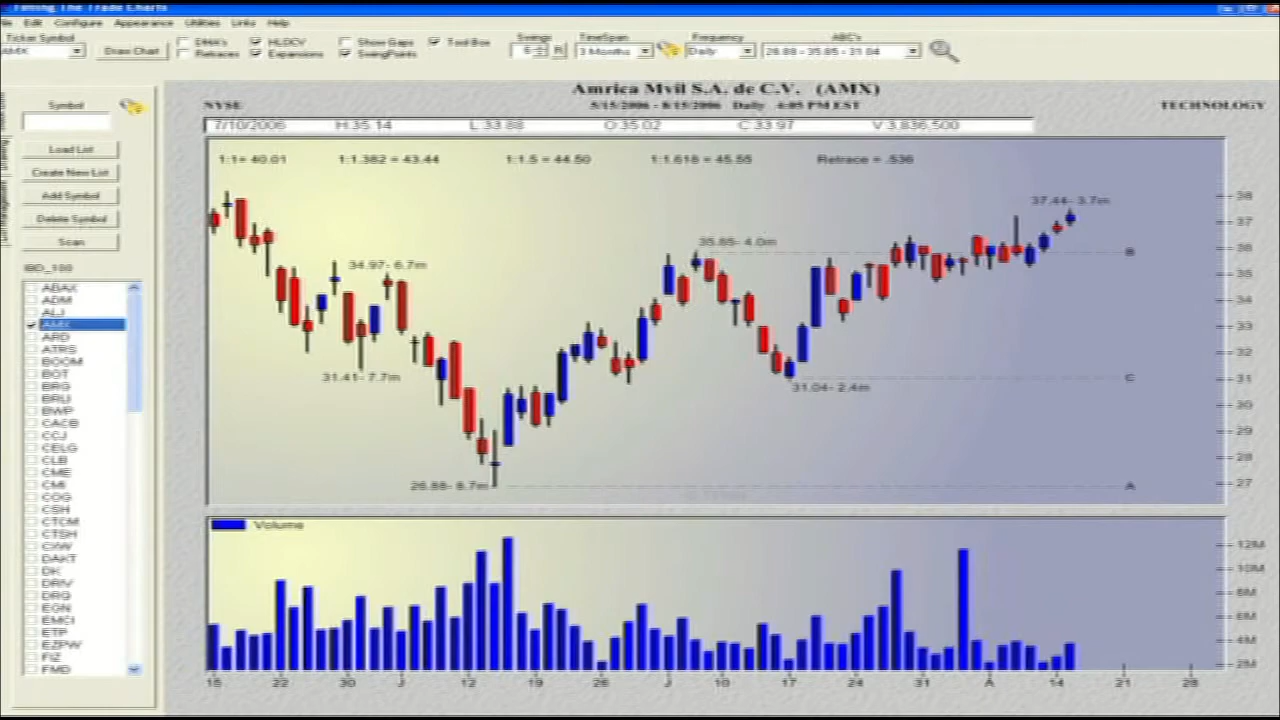 Timing The Trade Charts
Edit Configure Appearance Utilities Links Help
Ticker Symbol
AMX
Draw Chart
DMA's
Retraces
HLOCV
Expansions
Show Gaps
SwingPoints
Tool Box
Swings
5
R
TimeSpan
3 Months
Frequency
Daily
ABC's
26.88 - 35.85 - 31.04
Symbol
Load List
Create New List
Add Symbol
Delete Symbol
Scan
IBD_100
ABAX
ADM
ALJ
AMX
ARD
ATRS
BOOM
BOT
BRG
BRLI
BWP
CACB
CCJ
CELG
CLB
CME
CMI
COG
CSH
CTCM
CTSH
CXW
DAKT
DK
DRIV
DRQ
EGN
EMCI
ETP
EZPW
FIZ
FMD
Amrica Mvil S.A. de C.V. (AMX)
NYSE
5/15/2006 - 8/15/2006 Daily 4:05 PM EST
TECHNOLOGY
7/10/2006 H:35.14 L:33.88 O:35.02 C:33.97 V:3,836,500
1:1= 40.01 1:1.382 = 43.44 1:1.5 = 44.50 1:1.618 = 45.55 Retrace = .536
37.44- 3.7m
35.85- 4.0m
34.97- 6.7m
31.41- 7.7m
31.04- 2.4m
26.88- 8.7m
B
C
A
38
37
36
35
34
33
32
31
30
29
28
27
Volume
12M
10M
8M
6M
4M
2M
15 22 30 J 12 19 26 J 10 17 24 31 A 14 21 28